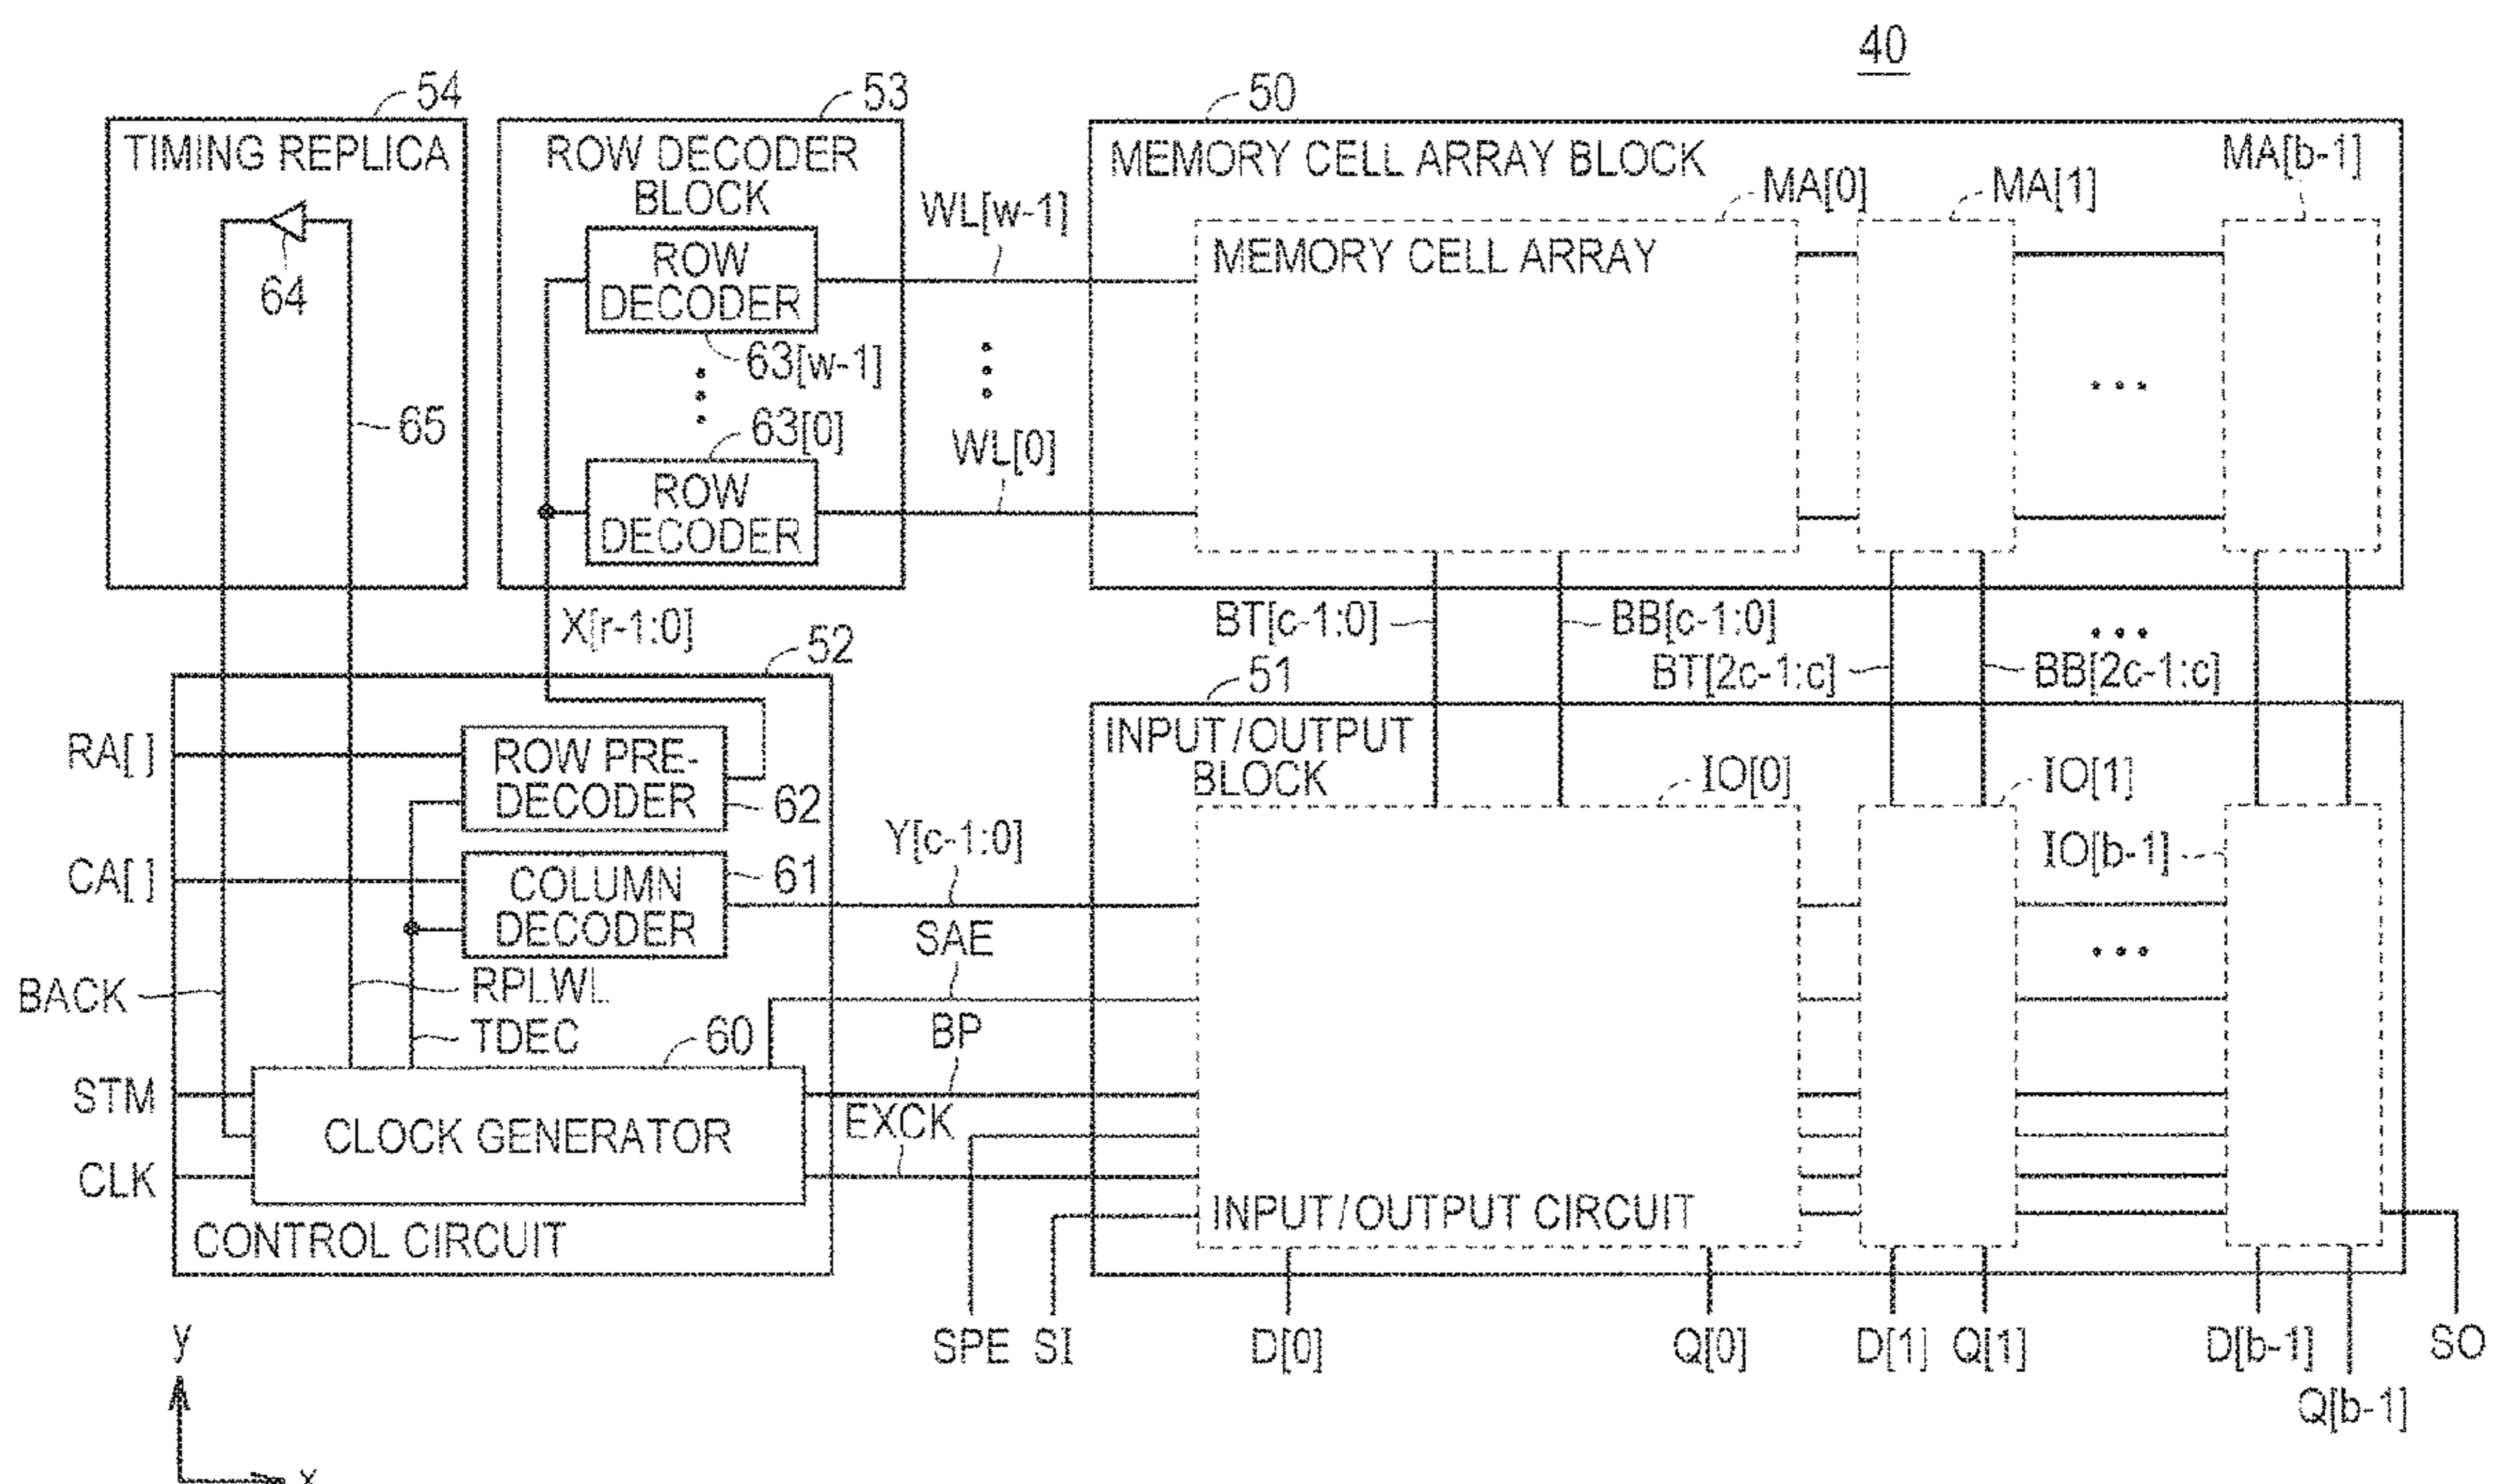 40
54
53
50
TIMING REPLICA
ROW DECODER
BLOCK
MEMORY CELL ARRAY BLOCK
MA[0]
MA[1]
MA[b-1]
64
ROW
DECODER
63[w-1]
WL[w-1]
MEMORY CELL ARRAY
65
63[0]
ROW
DECODER
WL[0]
X[r-1:0]
BT[c-1:0]
BB[c-1:0]
BT[2c-1:c]
BB[2c-1:c]
52
51
RA[ ]
ROW PRE-
DECODER
62
CA[ ]
COLUMN
DECODER
61
Y[c-1:0]
SAE
BP
EXCK
BACK
RPLWL
TDEC
60
STM
CLOCK GENERATOR
CLK
CONTROL CIRCUIT
INPUT/OUTPUT
BLOCK
IO[0]
IO[1]
IO[b-1]
INPUT/OUTPUT CIRCUIT
SPE
SI
D[0]
Q[0]
D[1]
Q[1]
D[b-1]
Q[b-1]
SO
y
x